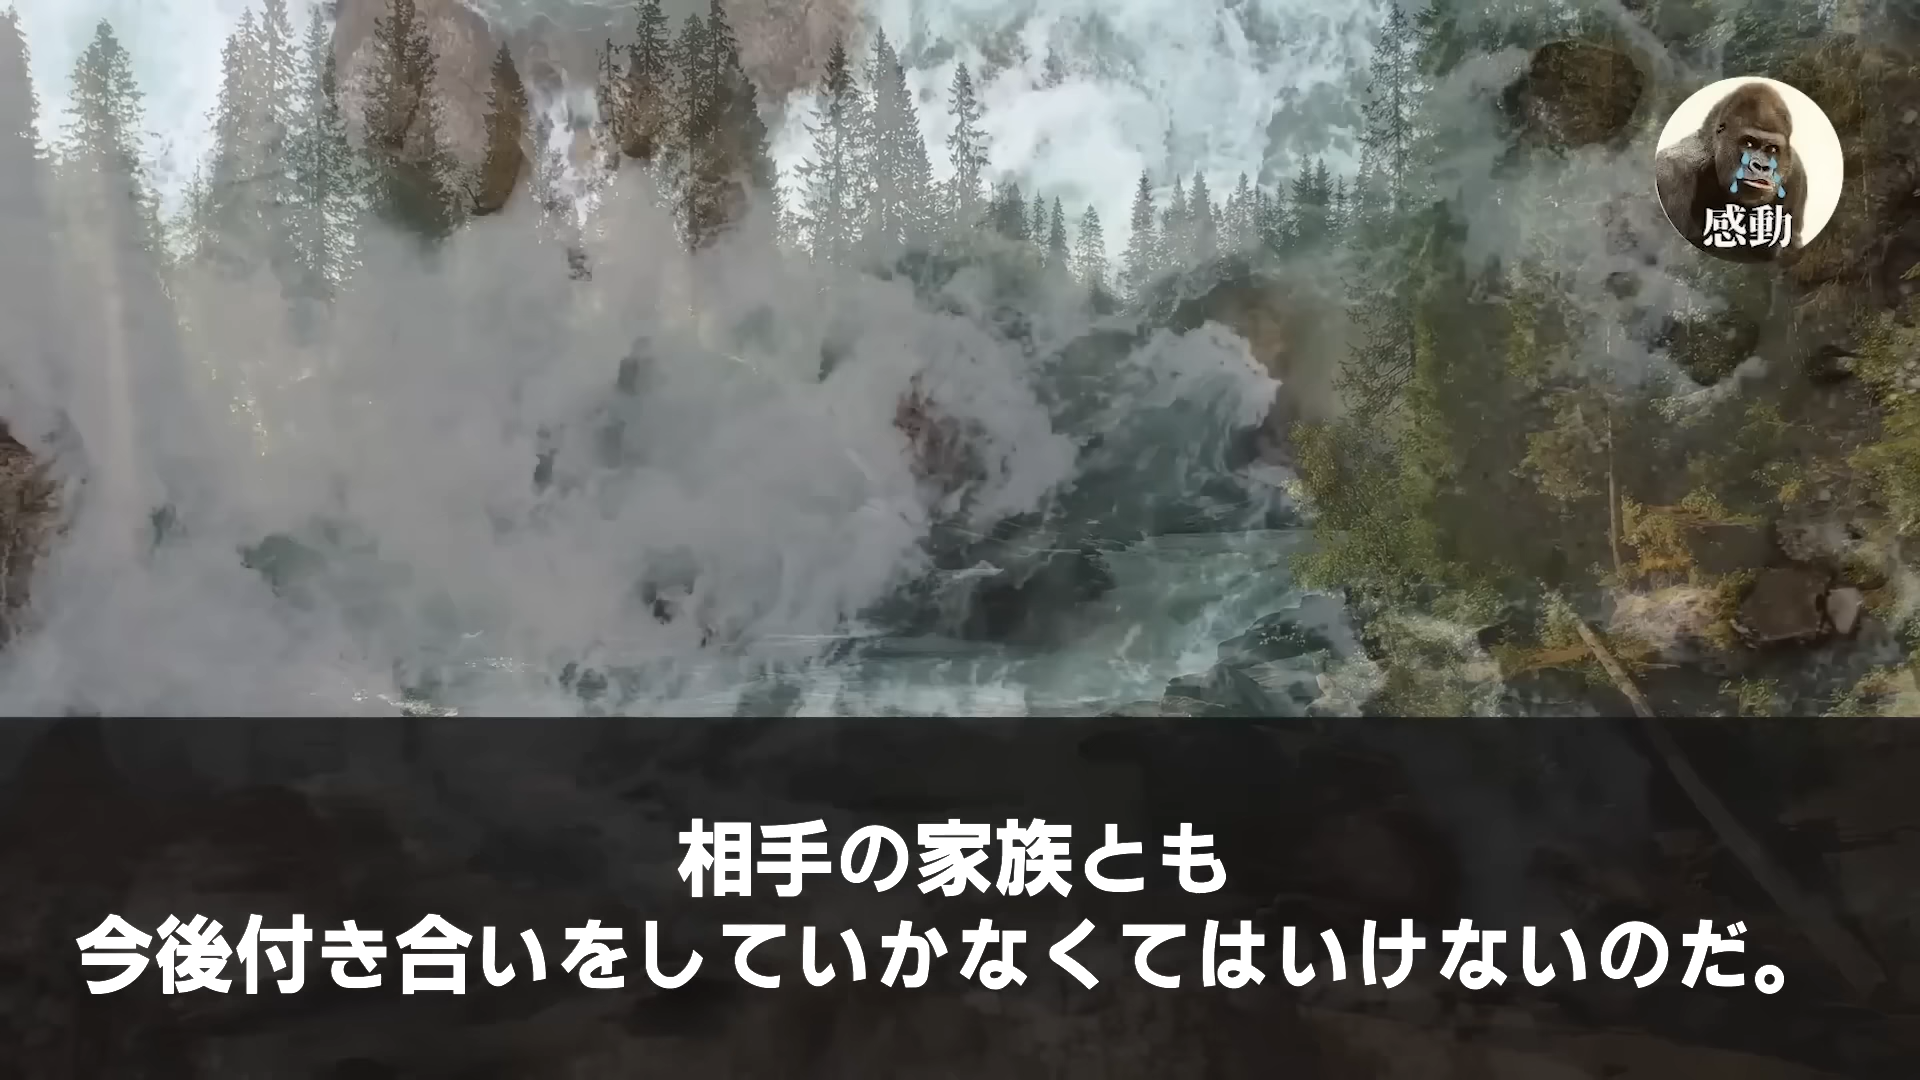 感動
相手の家族とも
今後付き合いをしていかなくてはいけないのだ。